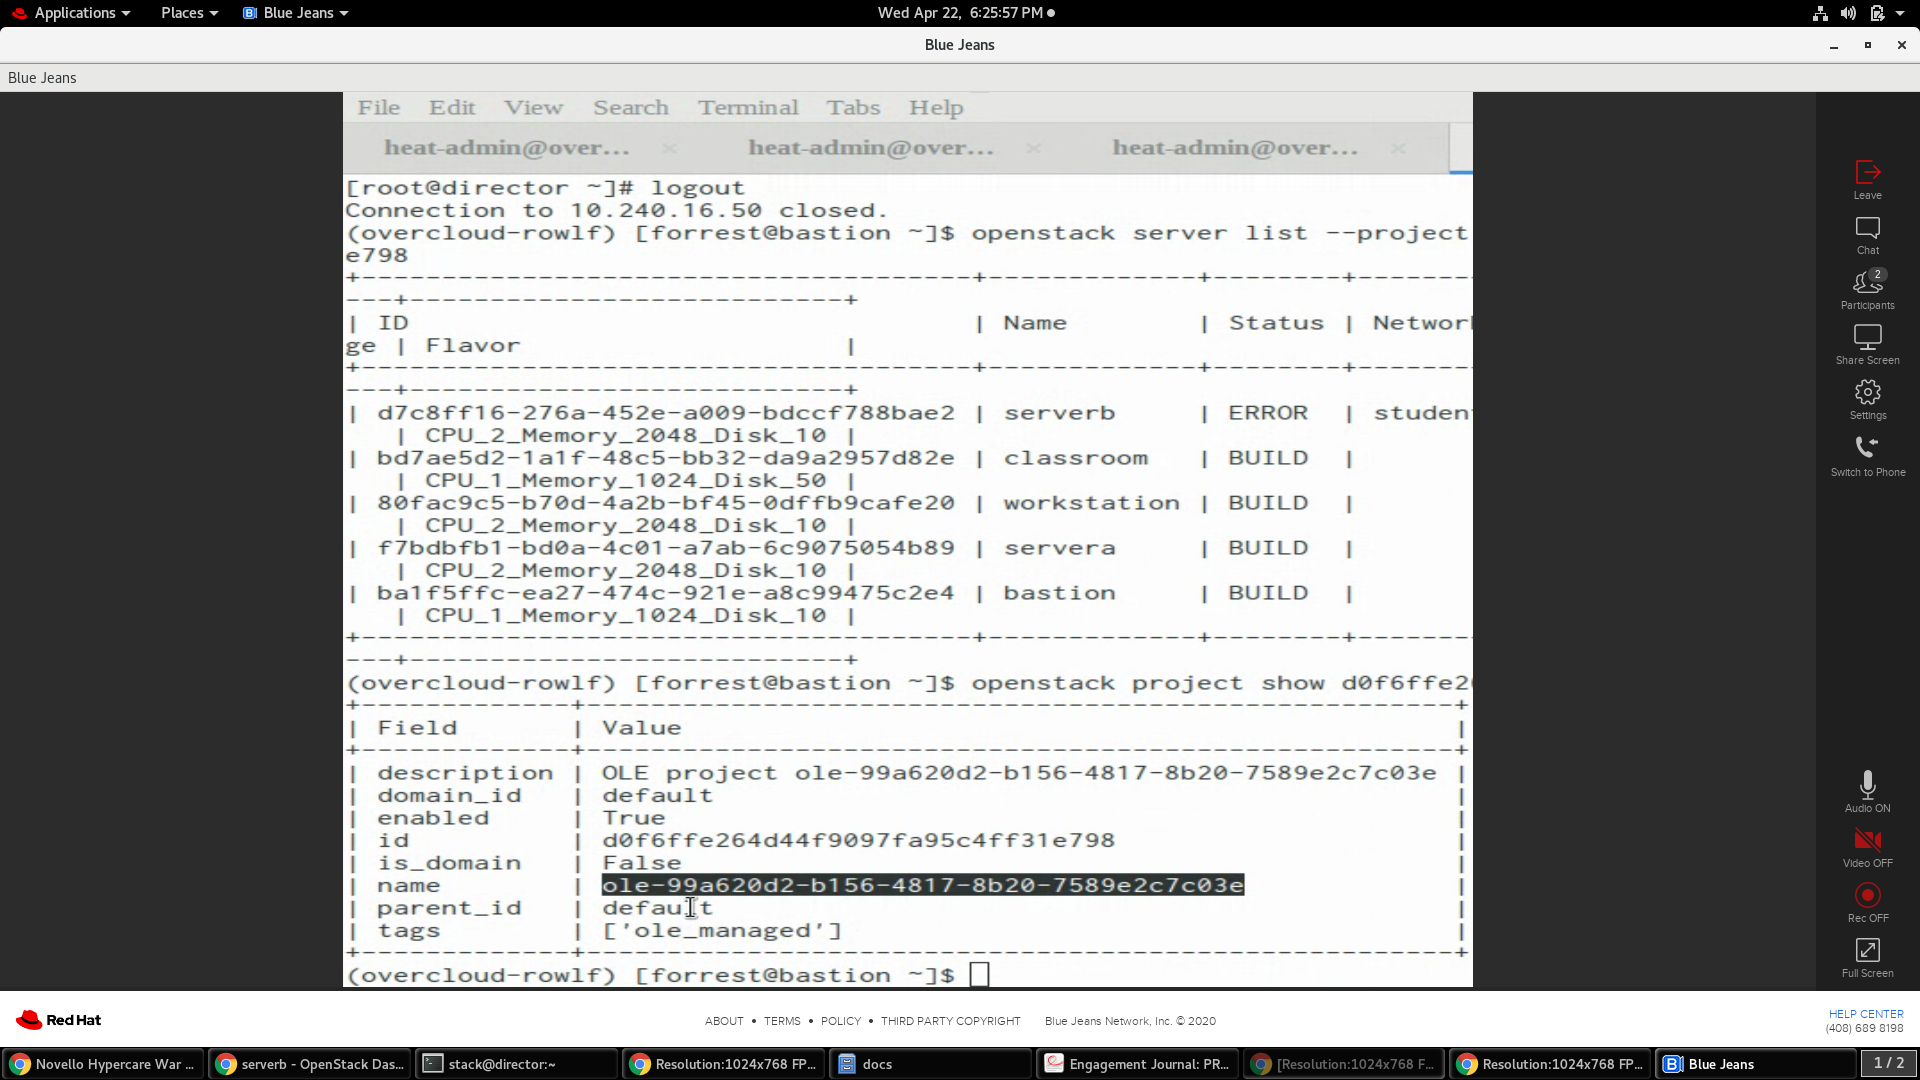 Applications Places Blue Jeans Wed Apr 22, 6:25:57 PM
Blue Jeans
Blue Jeans
File Edit View Search Terminal Tabs Help
heat-admin@over... × heat-admin@over... × heat-admin@over... ×
[root@director ~]# logout
Connection to 10.240.16.50 closed.
(overcloud-rowlf) [forrest@bastion ~]$ openstack server list --project
e798
+--------------------------------------+-------------+--------+--------
---+---------------------------+
| ID | Name | Status | Network
ge | Flavor |
+--------------------------------------+-------------+--------+--------
---+---------------------------+
| d7c8ff16-276a-452e-a009-bdccf788bae2 | serverb | ERROR | studen
| CPU_2_Memory_2048_Disk_10 |
| bd7ae5d2-1a1f-48c5-bb32-da9a2957d82e | classroom | BUILD |
| CPU_1_Memory_1024_Disk_50 |
| 80fac9c5-b70d-4a2b-bf45-0dffb9cafe20 | workstation | BUILD |
| CPU_2_Memory_2048_Disk_10 |
| f7bdbfb1-bd0a-4c01-a7ab-6c9075054b89 | servera | BUILD |
| CPU_2_Memory_2048_Disk_10 |
| ba1f5ffc-ea27-474c-921e-a8c99475c2e4 | bastion | BUILD |
| CPU_1_Memory_1024_Disk_10 |
+--------------------------------------+-------------+--------+--------
---+---------------------------+
(overcloud-rowlf) [forrest@bastion ~]$ openstack project show d0f6ffe2
+-------------+------------------------------------------------------+
| Field | Value |
+-------------+------------------------------------------------------+
| description | OLE project ole-99a620d2-b156-4817-8b20-7589e2c7c03e |
| domain_id | default |
| enabled | True |
| id | d0f6ffe264d44f9097fa95c4ff31e798 |
| is_domain | False |
| name | ole-99a620d2-b156-4817-8b20-7589e2c7c03e |
| parent_id | default |
| tags | ['ole_managed'] |
+-------------+------------------------------------------------------+
(overcloud-rowlf) [forrest@bastion ~]$
Leave
Chat
2
Participants
Share Screen
Settings
Switch to Phone
Audio ON
Video OFF
Rec OFF
Full Screen
Red Hat
ABOUT • TERMS • POLICY • THIRD PARTY COPYRIGHT Blue Jeans Network, Inc. © 2020
HELP CENTER
(408) 689 8198
Novello Hypercare War ... serverb - OpenStack Das... stack@director:~ Resolution:1024x768 FP... docs Engagement Journal: PR... [Resolution:1024x768 F... Resolution:1024x768 FP... Blue Jeans 1 / 2